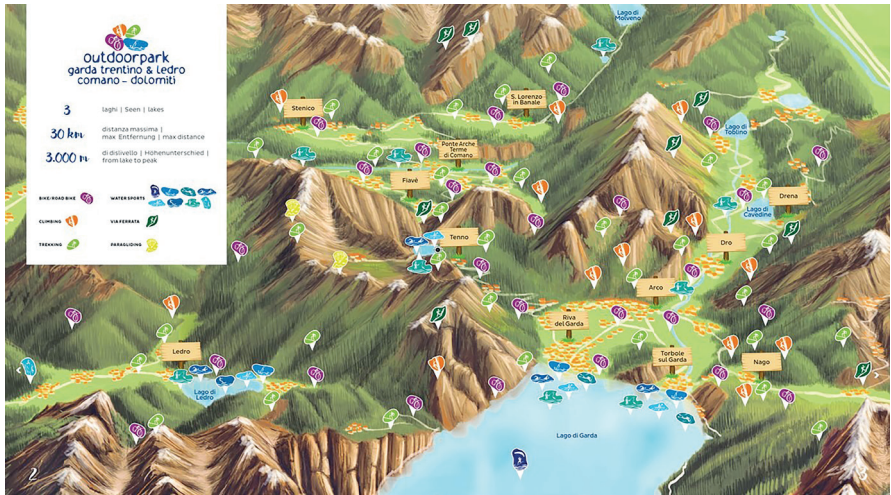 outdoorpark
garda trentino & ledro
comano - dolomiti
3
laghi | Seen | lakes
30 km
distanza massima |
max Entfernung | max distance
3.000 m
di dislivello | Höhenunterschied |
from lake to peak
BIKE/ROAD BIKE
WATER SPORTS
CLIMBING
VIA FERRATA
TREKKING
PARAGLIDING
Lago di
Molveno
Stenico
S. Lorenzo
in Banale
Lago di
Toblino
Ponte Arche
Terme
di Comano
Fiavé
Drena
Lago di
Cavedine
Tenno
Dro
Arco
Riva
del Garda
Ledro
Torbole
sul Garda
Nago
Lago di
Ledro
Lago di Garda
2
3